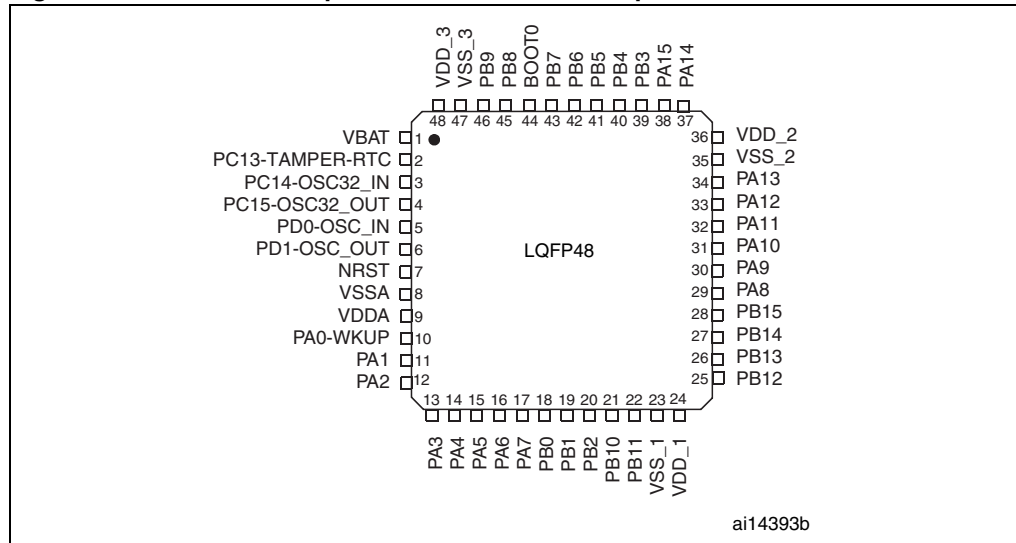 VDD_3
VSS_3
PB9
PB8
BOOT0
PB7
PB6
PB5
PB4
PB3
PA15
PA14
48 47 46 45 44 43 42 41 40 39 38 37
VBAT 1
PC13-TAMPER-RTC 2
PC14-OSC32_IN 3
PC15-OSC32_OUT 4
PD0-OSC_IN 5
PD1-OSC_OUT 6
NRST 7
VSSA 8
VDDA 9
PA0-WKUP 10
PA1 11
PA2 12
LQFP48
36 VDD_2
35 VSS_2
34 PA13
33 PA12
32 PA11
31 PA10
30 PA9
29 PA8
28 PB15
27 PB14
26 PB13
25 PB12
13 14 15 16 17 18 19 20 21 22 23 24
PA3
PA4
PA5
PA6
PA7
PB0
PB1
PB2
PB10
PB11
VSS_1
VDD_1
ai14393b